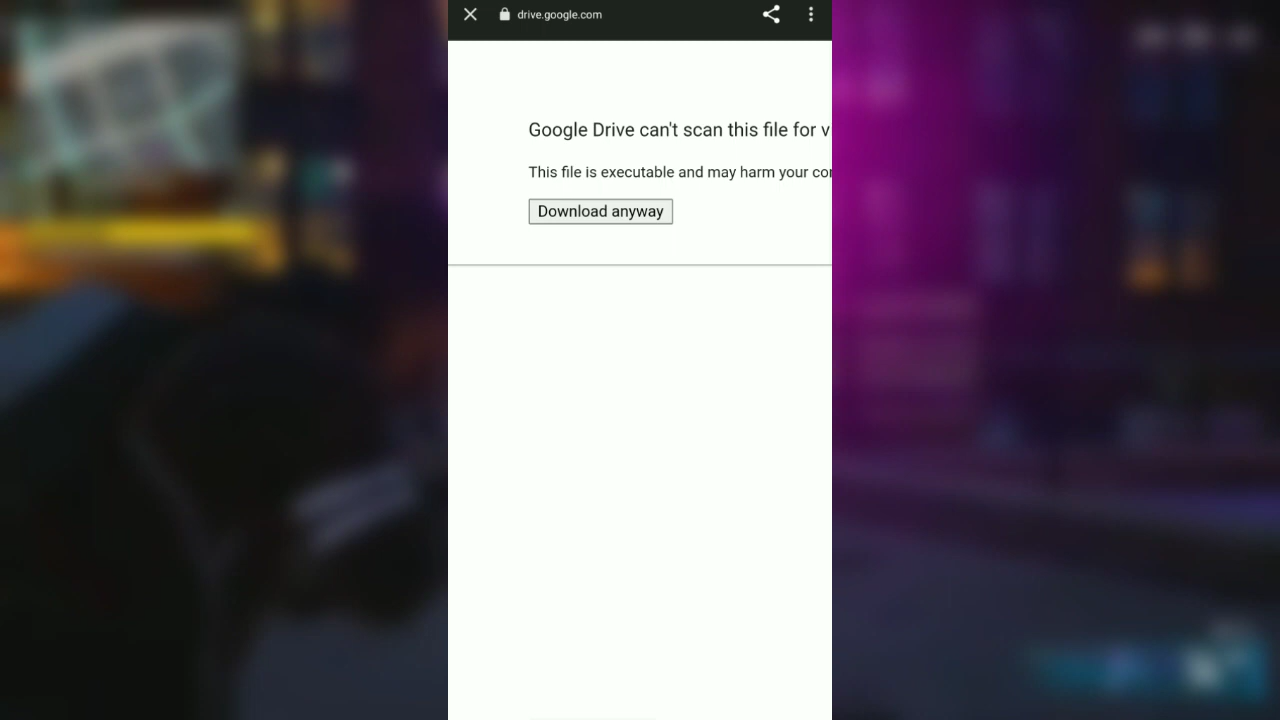 drive.google.com
Google Drive can't scan this file for v
This file is executable and may harm your co
Download anyway